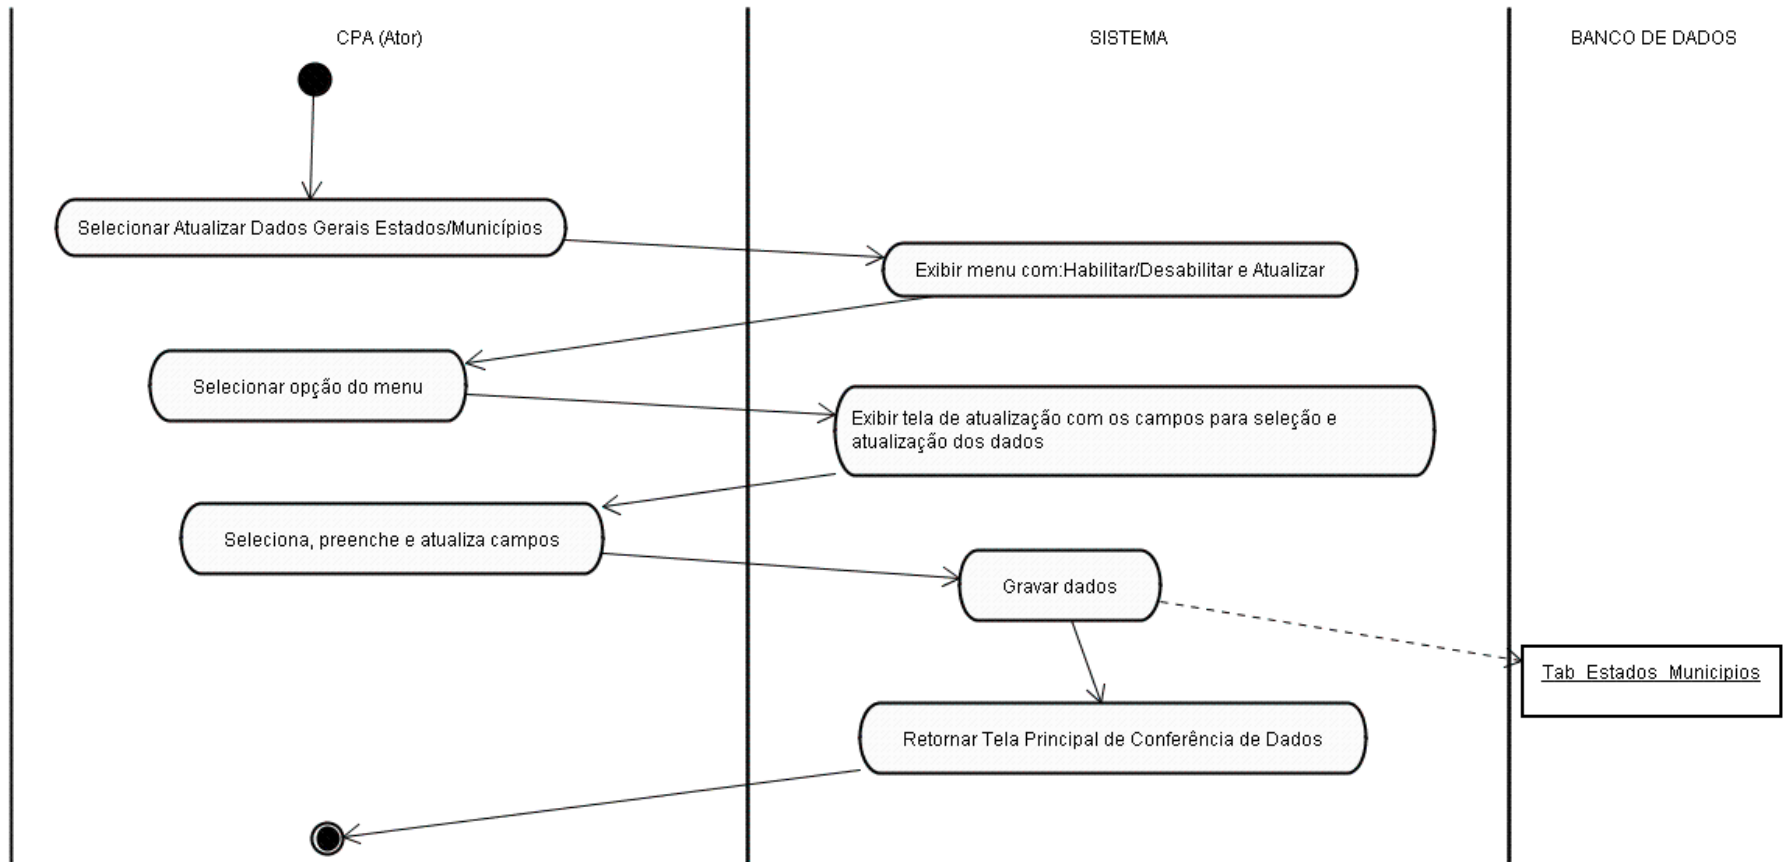 CPA (Ator)
SISTEMA
BANCO DE DADOS
Selecionar Atualizar Dados Gerais Estados/Municípios
Exibir menu com:Habilitar/Desabilitar e Atualizar
Selecionar opção do menu
Exibir tela de atualização com os campos para seleção e
atualização dos dados
Seleciona, preenche e atualiza campos
Gravar dados
Tab_Estados_Municipios
Retornar Tela Principal de Conferência de Dados